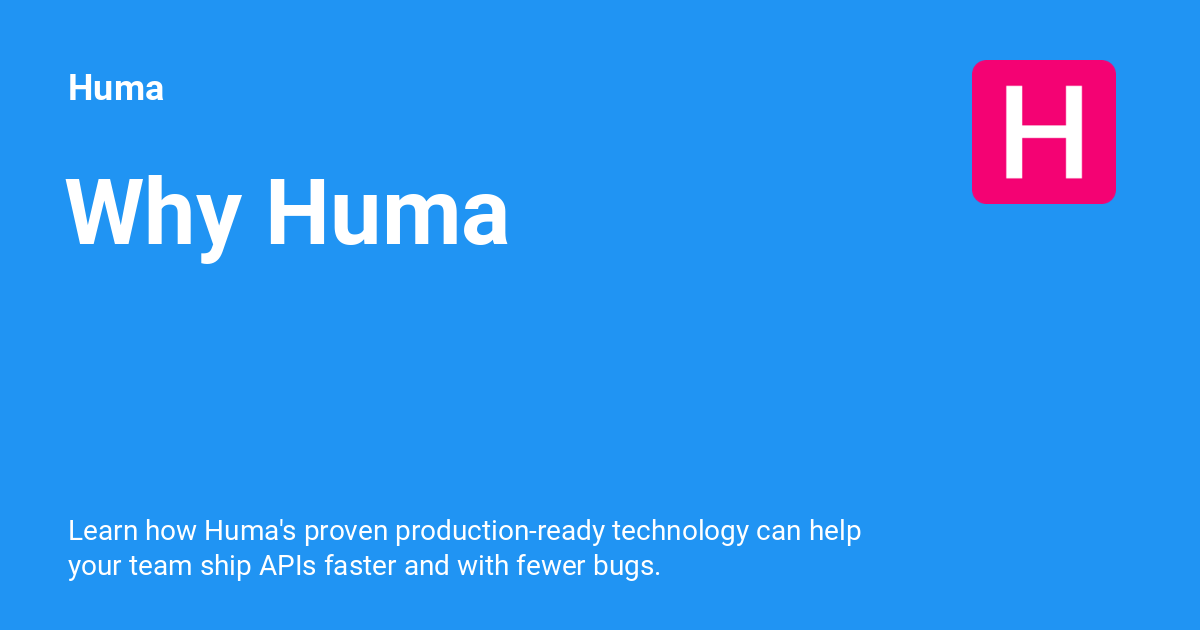 Huma
H
Why Huma
Learn how Huma's proven production-ready technology can help
your team ship APIs faster and with fewer bugs.